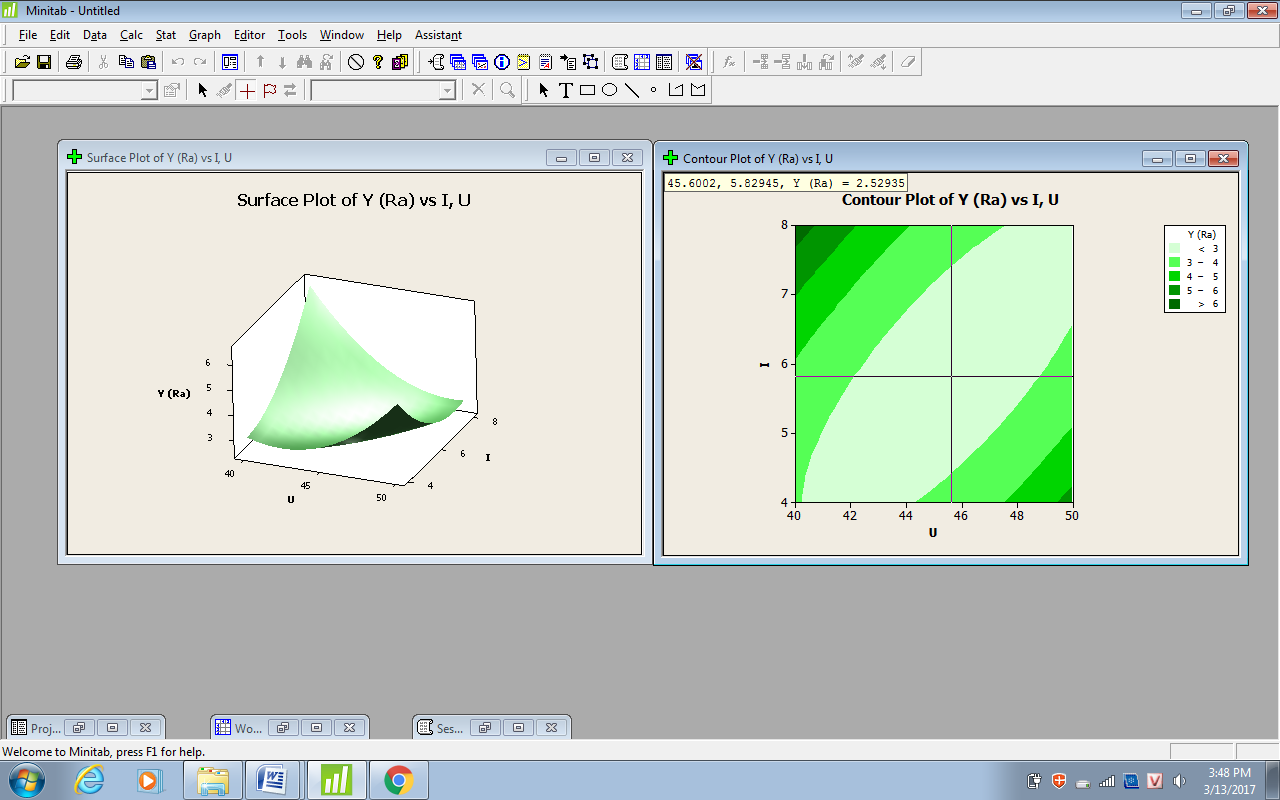 Minitab - Untitled
File Edit Data Calc Stat Graph Editor Tools Window Help Assistant
Surface Plot of Y (Ra) vs I, U
Surface Plot of Y (Ra) vs I, U
6
5
4
3
Y (Ra)
40
45
50
U
4
6
8
I
Contour Plot of Y (Ra) vs I, U
45.6002, 5.82945, Y (Ra) = 2.52935
Contour Plot of Y (Ra) vs I, U
8
7
6
5
4
I
40 42 44 46 48 50
U
Y (Ra)
< 3
3 – 4
4 – 5
5 – 6
> 6
Proj... Wo... Ses...
Welcome to Minitab, press F1 for help.
3:48 PM
3/13/2017